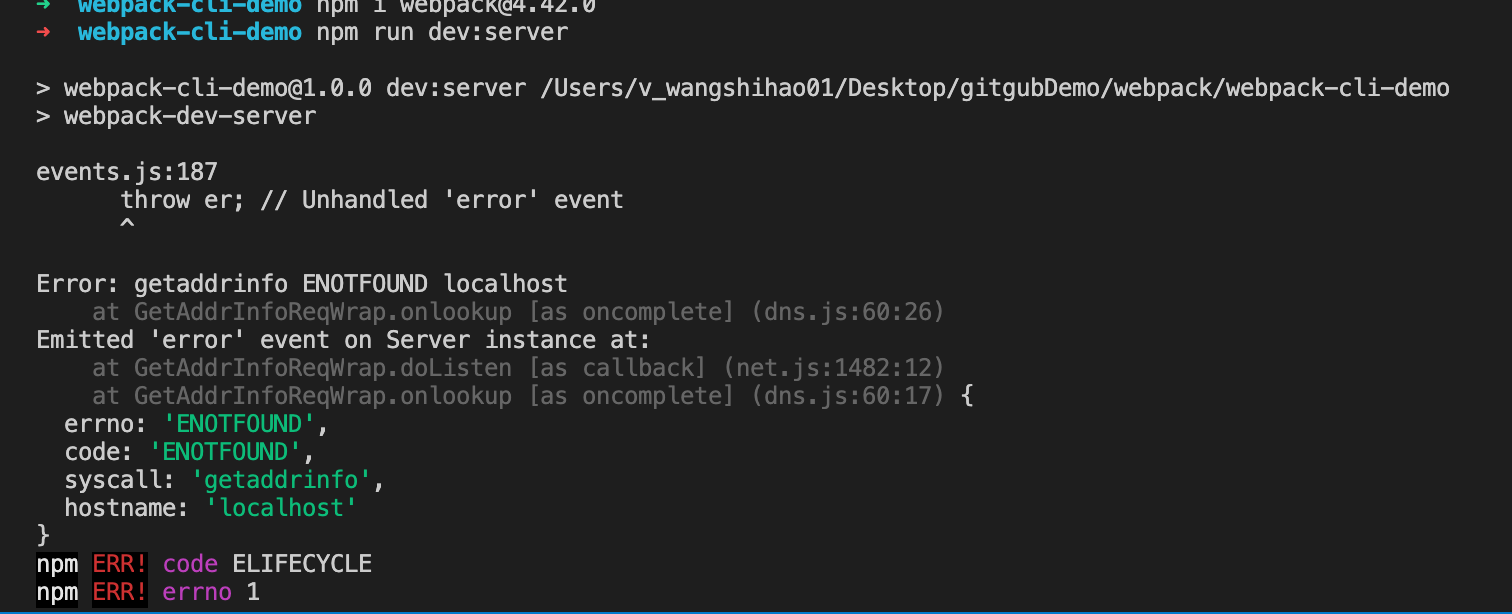 → webpack-cli-demo npm i webpack@4.42.0
→ webpack-cli-demo npm run dev:server
> webpack-cli-demo@1.0.0 dev:server /Users/v_wangshihao01/Desktop/gitgubDemo/webpack/webpack-cli-demo
> webpack-dev-server
events.js:187
throw er; // Unhandled 'error' event
^
Error: getaddrinfo ENOTFOUND localhost
at GetAddrInfoReqWrap.onlookup [as oncomplete] (dns.js:60:26)
Emitted 'error' event on Server instance at:
at GetAddrInfoReqWrap.doListen [as callback] (net.js:1482:12)
at GetAddrInfoReqWrap.onlookup [as oncomplete] (dns.js:60:17) {
errno: 'ENOTFOUND',
code: 'ENOTFOUND',
syscall: 'getaddrinfo',
hostname: 'localhost'
}
npm ERR! code ELIFECYCLE
npm ERR! errno 1